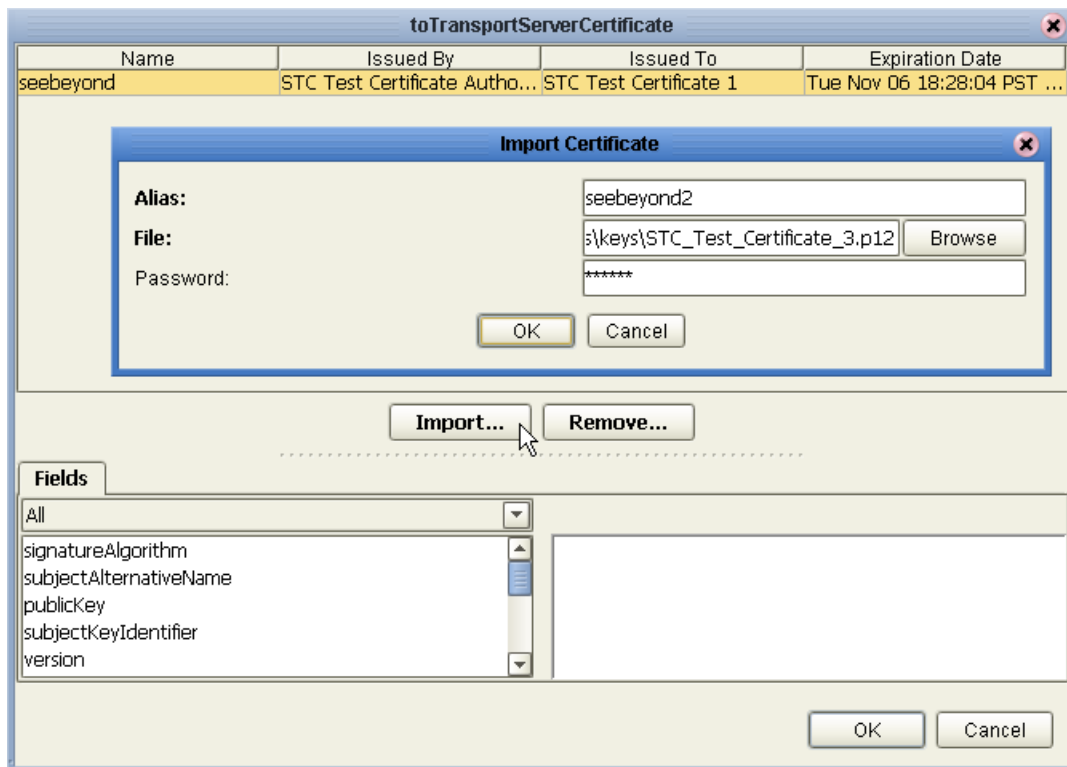 toTransportServerCertificate
Name Issued By Issued To Expiration Date
seebeyond STC Test Certificate Autho... STC Test Certificate 1 Tue Nov 06 18:28:04 PST ...
Import Certificate
Alias: seebeyond2
File: s\keys\STC_Test_Certificate_3.p12 Browse
Password: ******
OK Cancel
Import... Remove...
Fields
All
signatureAlgorithm
subjectAlternativeName
publicKey
subjectKeyIdentifier
version
OK Cancel